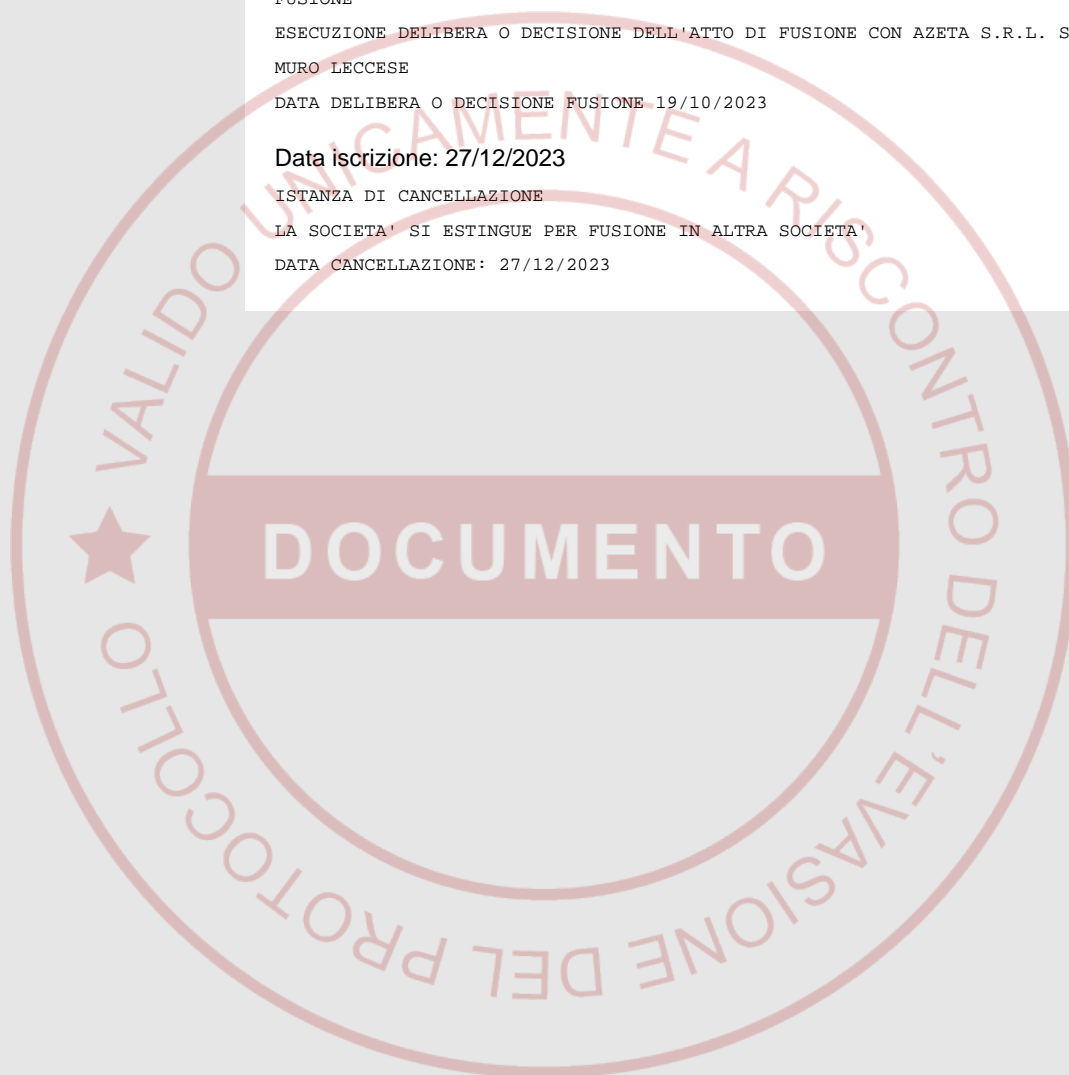 FUSIONE
ESECUZIONE DELIBERA O DECISIONE DELL'ATTO DI FUSIONE CON AZETA S.R.L. S
MURO LECCESE
DATA DELIBERA O DECISIONE FUSIONE 19/10/2023
Data iscrizione: 27/12/2023
ISTANZA DI CANCELLAZIONE
LA SOCIETA' SI ESTINGUE PER FUSIONE IN ALTRA SOCIETA'
DATA CANCELLAZIONE: 27/12/2023
VALIDO UNICAMENTE A RISCONTRO DELL'EVASIONE DEL PROTOCOLLO
DOCUMENTO